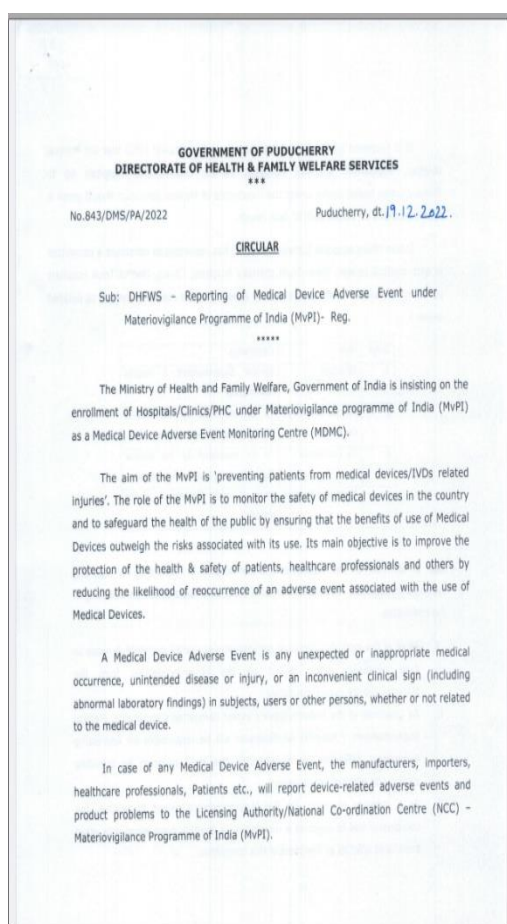 GOVERNMENT OF PUDUCHERRY
DIRECTORATE OF HEALTH & FAMILY WELFARE SERVICES
***
No.843/DMS/PA/2022 Puducherry, dt.19.12.2022.
CIRCULAR
Sub: DHFWS – Reporting of Medical Device Adverse Event under
Materiovigilance Programme of India (MvPI)- Reg.
*****
The Ministry of Health and Family Welfare, Government of India is insisting on the
enrollment of Hospitals/Clinics/PHC under Materiovigilance programme of India (MvPI)
as a Medical Device Adverse Event Monitoring Centre (MDMC).
The aim of the MvPI is 'preventing patients from medical devices/IVDs related
injuries'. The role of the MvPI is to monitor the safety of medical devices in the country
and to safeguard the health of the public by ensuring that the benefits of use of Medical
Devices outweigh the risks associated with its use. Its main objective is to improve the
protection of the health & safety of patients, healthcare professionals and others by
reducing the likelihood of reoccurrence of an adverse event associated with the use of
Medical Devices.
A Medical Device Adverse Event is any unexpected or inappropriate medical
occurrence, unintended disease or injury, or an inconvenient clinical sign (including
abnormal laboratory findings) in subjects, users or other persons, whether or not related
to the medical device.
In case of any Medical Device Adverse Event, the manufacturers, importers,
healthcare professionals, Patients etc., will report device-related adverse events and
product problems to the Licensing Authority/National Co-ordination Centre (NCC) –
Materiovigilance Programme of India (MvPI).